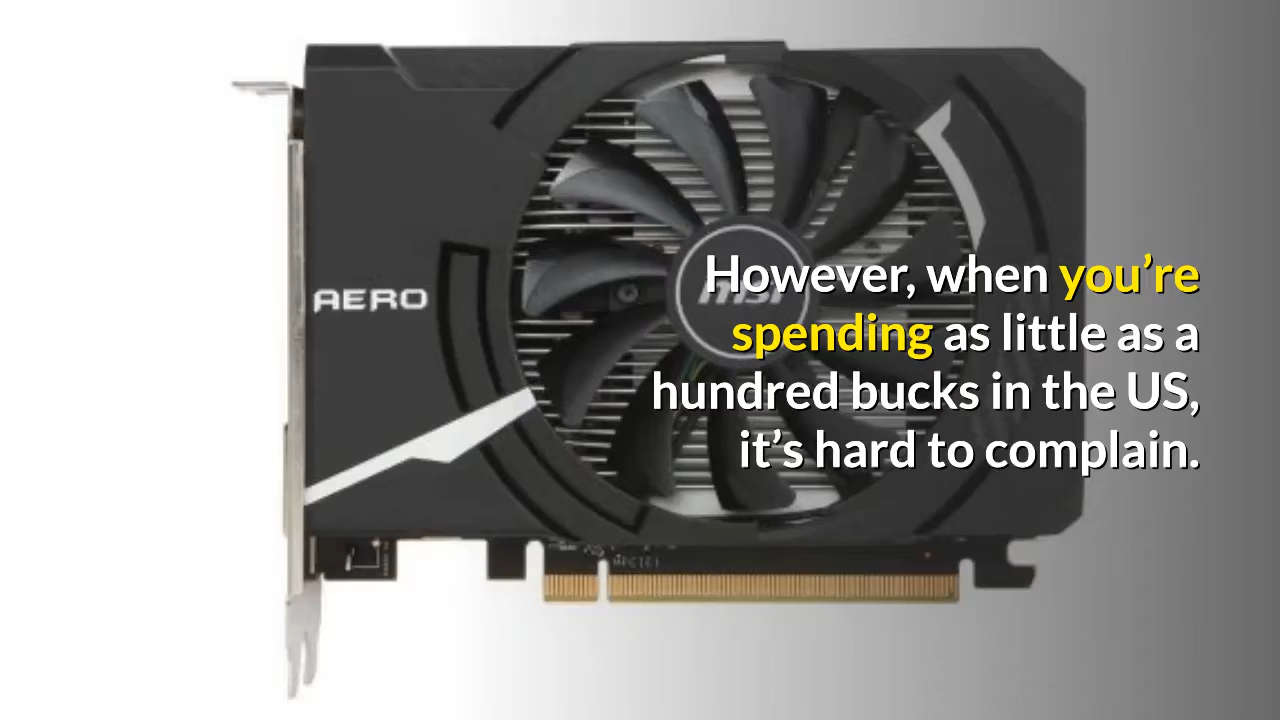 AERO
msi
However, when you’re
spending as little as a
hundred bucks in the US,
it’s hard to complain.